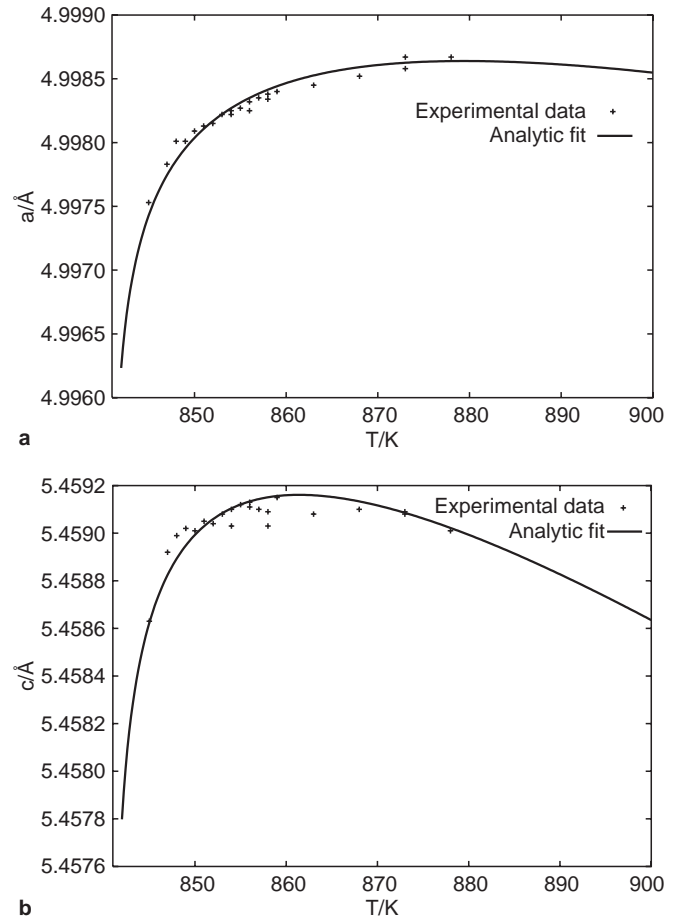 4.9990
4.9985
4.9980
4.9975
4.9970
4.9965
4.9960
a/Å
Experimental data
Analytic fit
850 860 870 880 890 900
T/K
a
5.4592
5.4590
5.4588
5.4586
5.4584
5.4582
5.4580
5.4578
5.4576
c/Å
Experimental data
Analytic fit
850 860 870 880 890 900
T/K
b